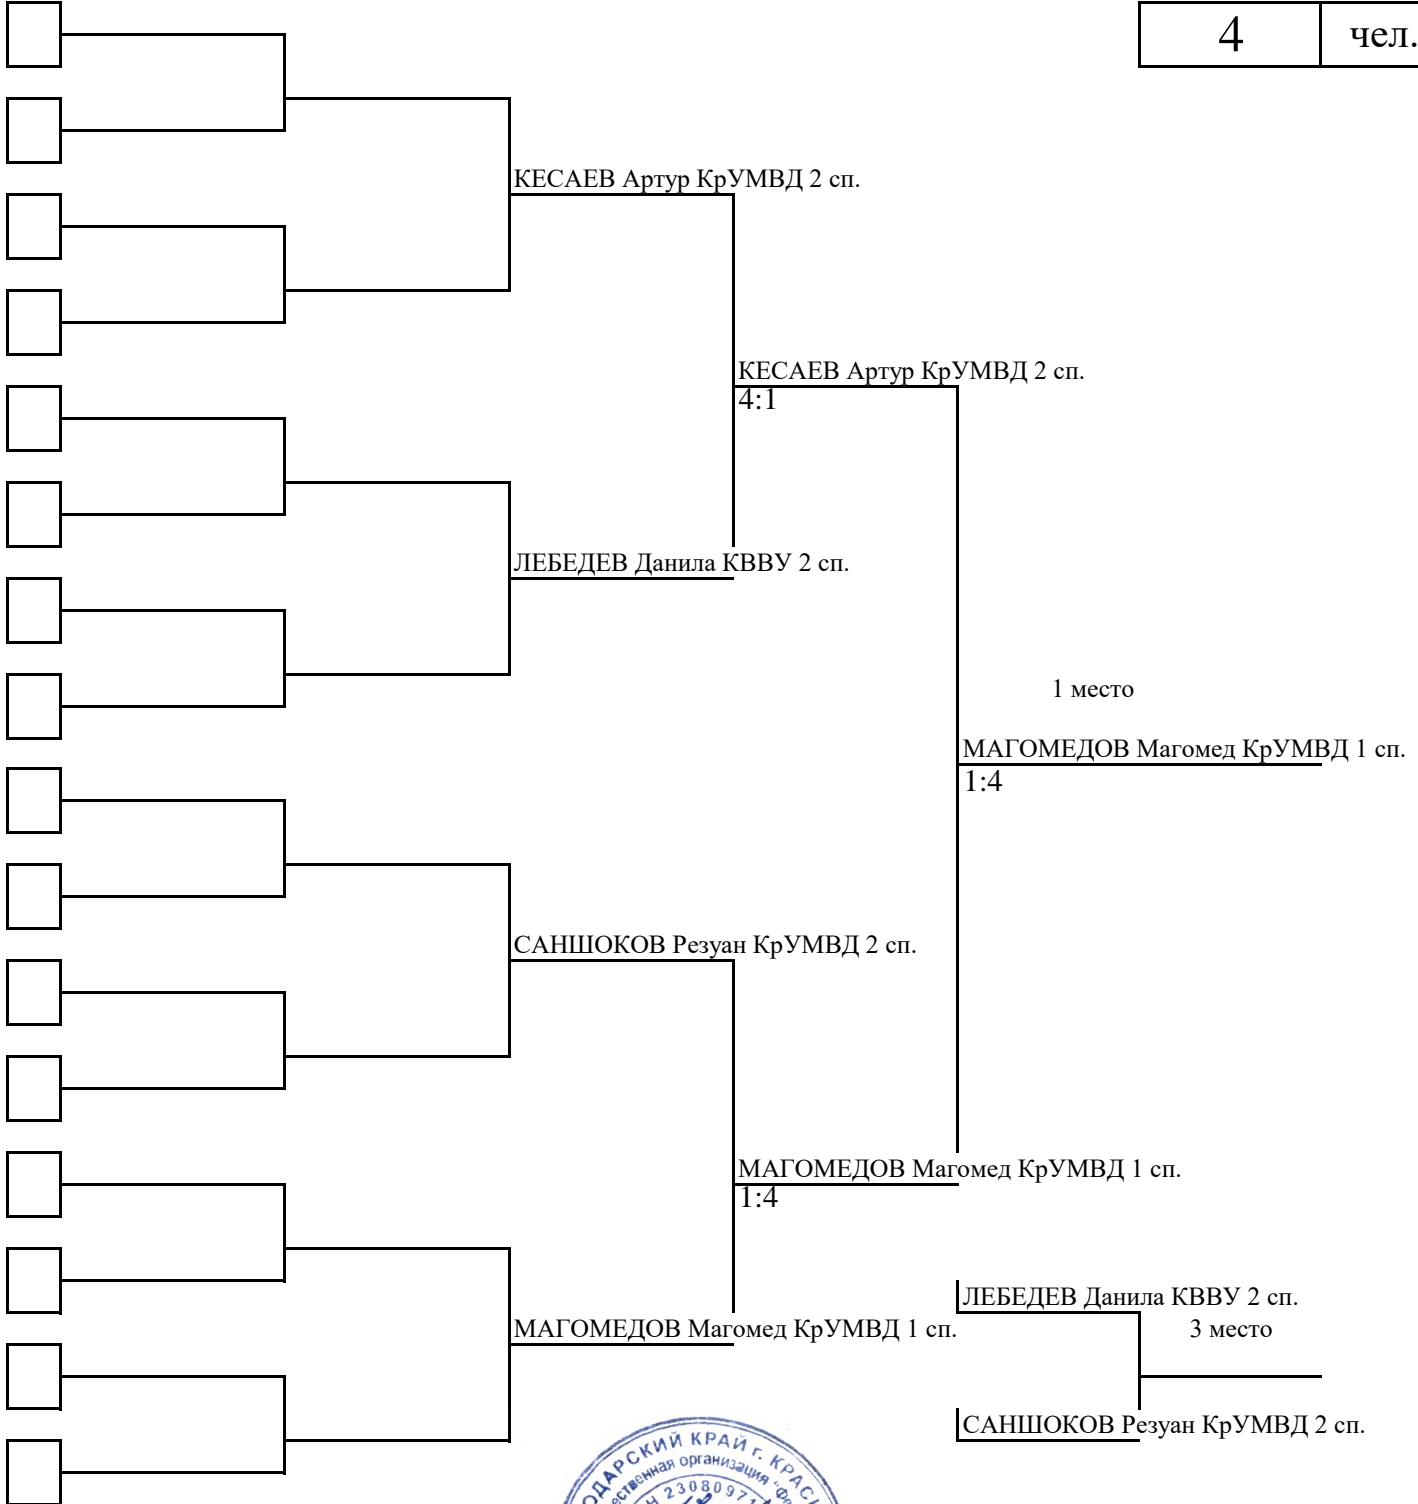 4 чел.
КЕСАЕВ Артур КрУМВД 2 сп.
КЕСАЕВ Артур КрУМВД 2 сп.
4:1
ЛЕБЕДЕВ Данила КВВУ 2 сп.
1 место
МАГОМЕДОВ Магомед КрУМВД 1 сп.
1:4
САНШОКОВ Резуан КрУМВД 2 сп.
МАГОМЕДОВ Магомед КрУМВД 1 сп.
1:4
ЛЕБЕДЕВ Данила КВВУ 2 сп.
МАГОМЕДОВ Магомед КрУМВД 1 сп.
3 место
САНШОКОВ Резуан КрУМВД 2 сп.
КРАЙ г.
организация